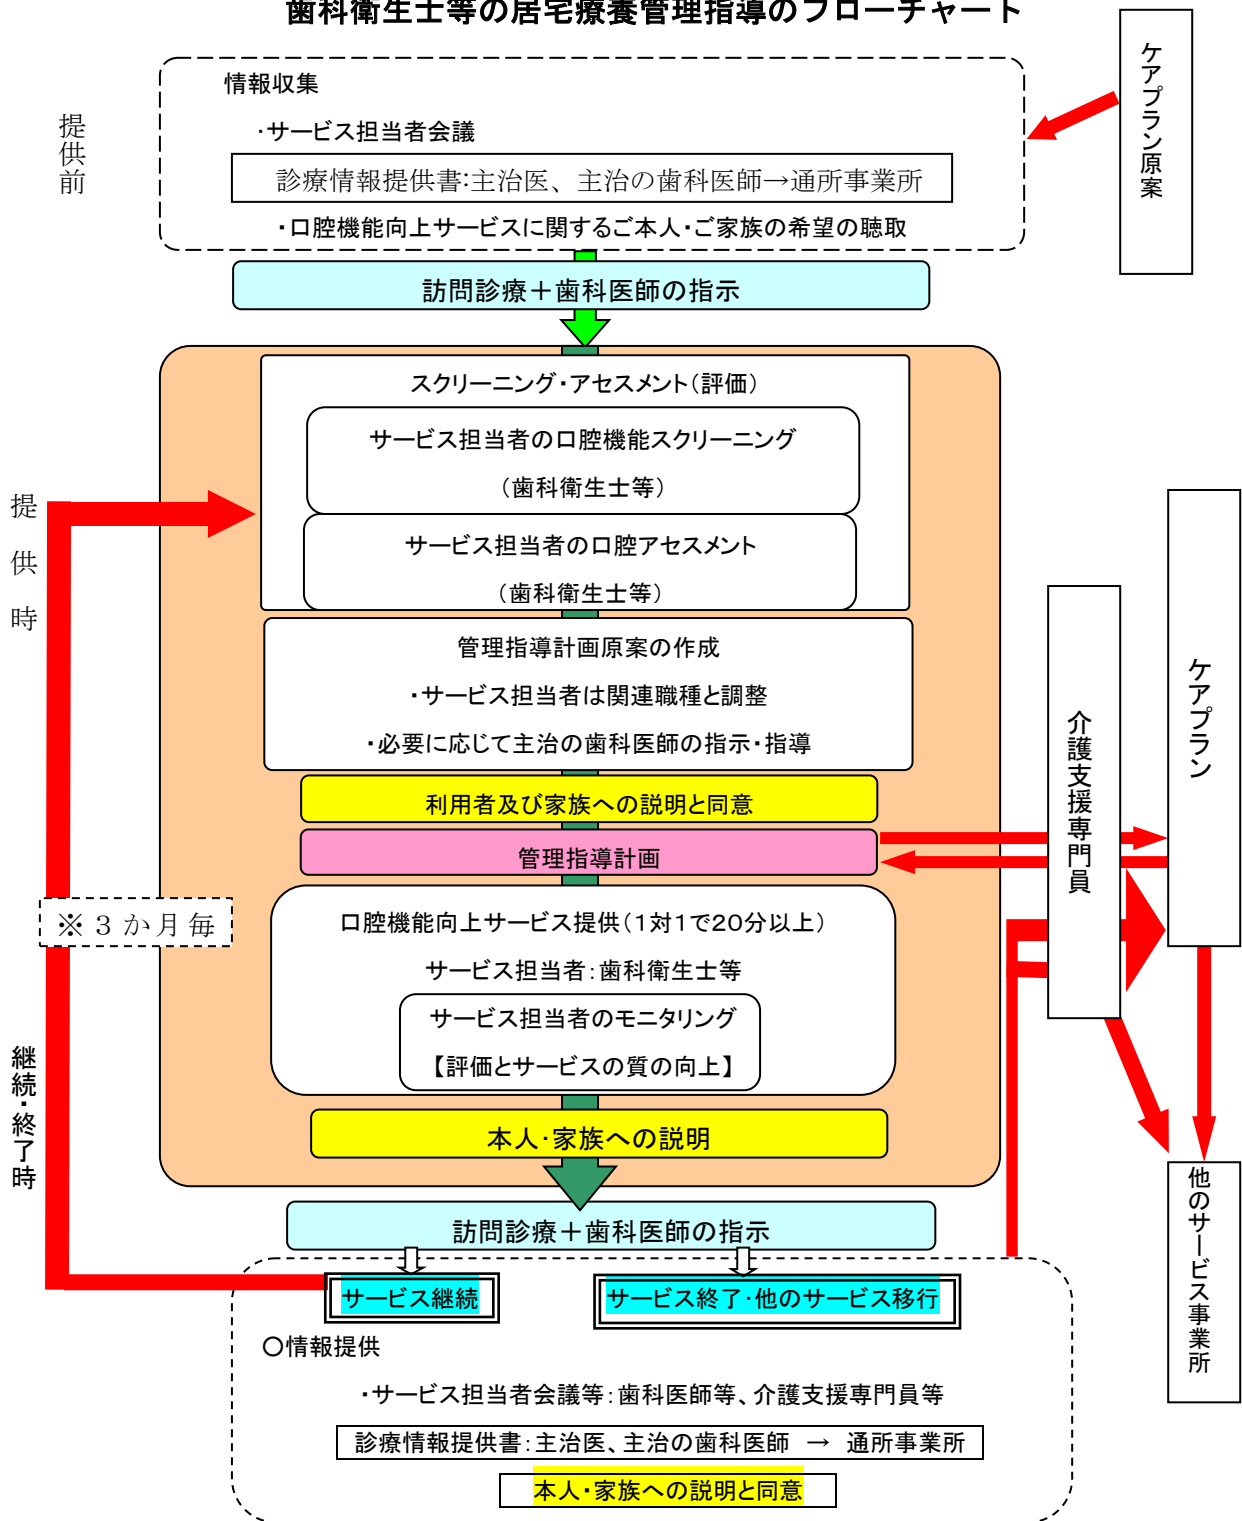 歯科衛生士等の居宅療養管理指導のフローチャート
ケアプラン原案
提供前
情報収集
・サービス担当者会議
診療情報提供書：主治医、主治の歯科医師→通所事業所
・口腔機能向上サービスに関するご本人・ご家族の希望の聴取
訪問診療＋歯科医師の指示
提供時
スクリーニング・アセスメント（評価）
サービス担当者の口腔機能スクリーニング
（歯科衛生士等）
サービス担当者の口腔アセスメント
（歯科衛生士等）
管理指導計画原案の作成
・サービス担当者は関連職種と調整
・必要に応じて主治の歯科医師の指示・指導
利用者及び家族への説明と同意
管理指導計画
介護支援専門員
ケアプラン
※３か月毎
口腔機能向上サービス提供（１対１で２０分以上）
サービス担当者：歯科衛生士等
サービス担当者のモニタリング
【評価とサービスの質の向上】
本人・家族への説明
継続・終了時
他のサービス事業所
訪問診療＋歯科医師の指示
サービス継続
サービス終了・他のサービス移行
○情報提供
・サービス担当者会議等：歯科医師等、介護支援専門員等
診療情報提供書：主治医、主治の歯科医師　→　通所事業所
本人・家族への説明と同意